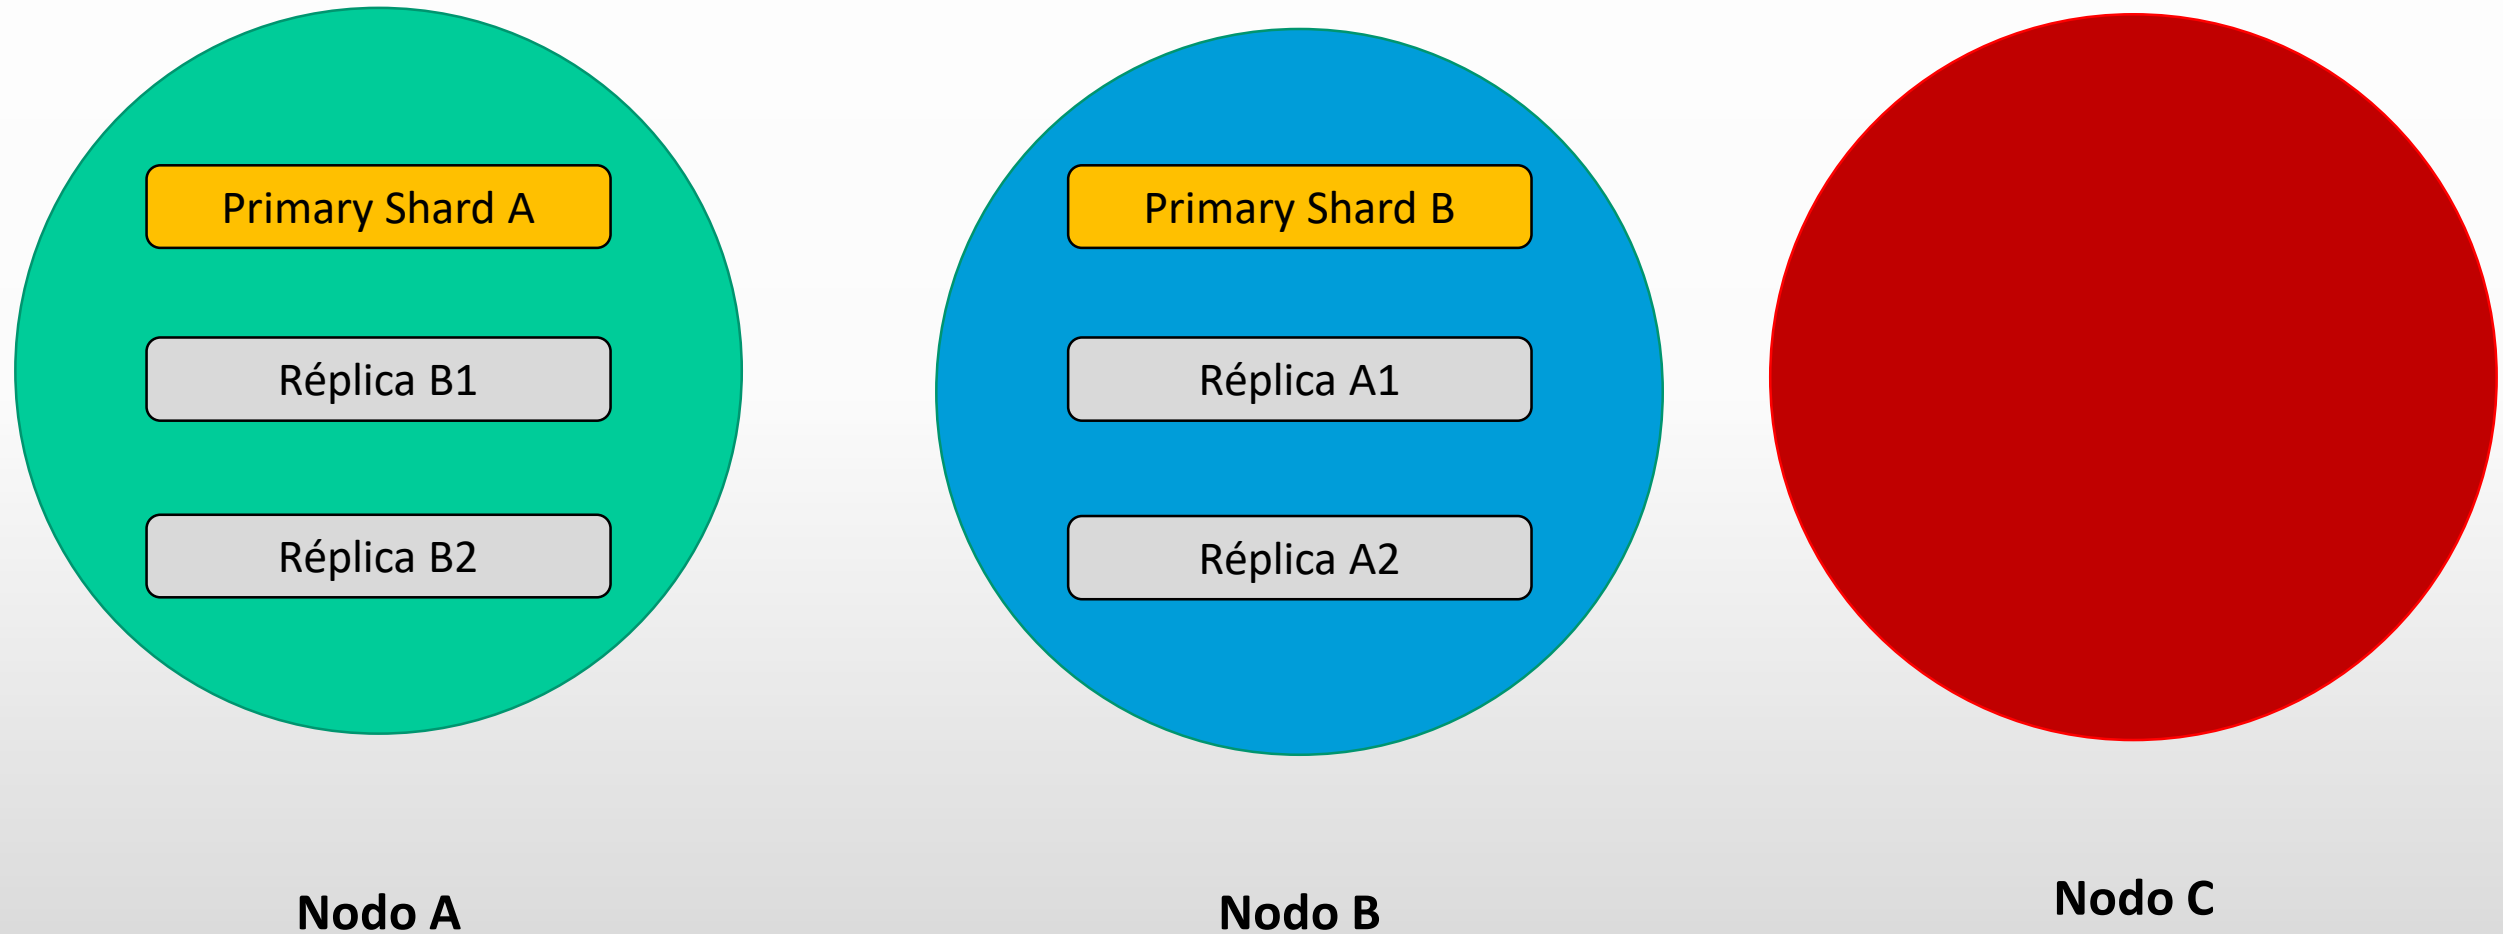 Primary Shard A
Réplica B1
Réplica B2
Nodo A
Primary Shard B
Réplica A1
Réplica A2
Nodo B
Nodo C